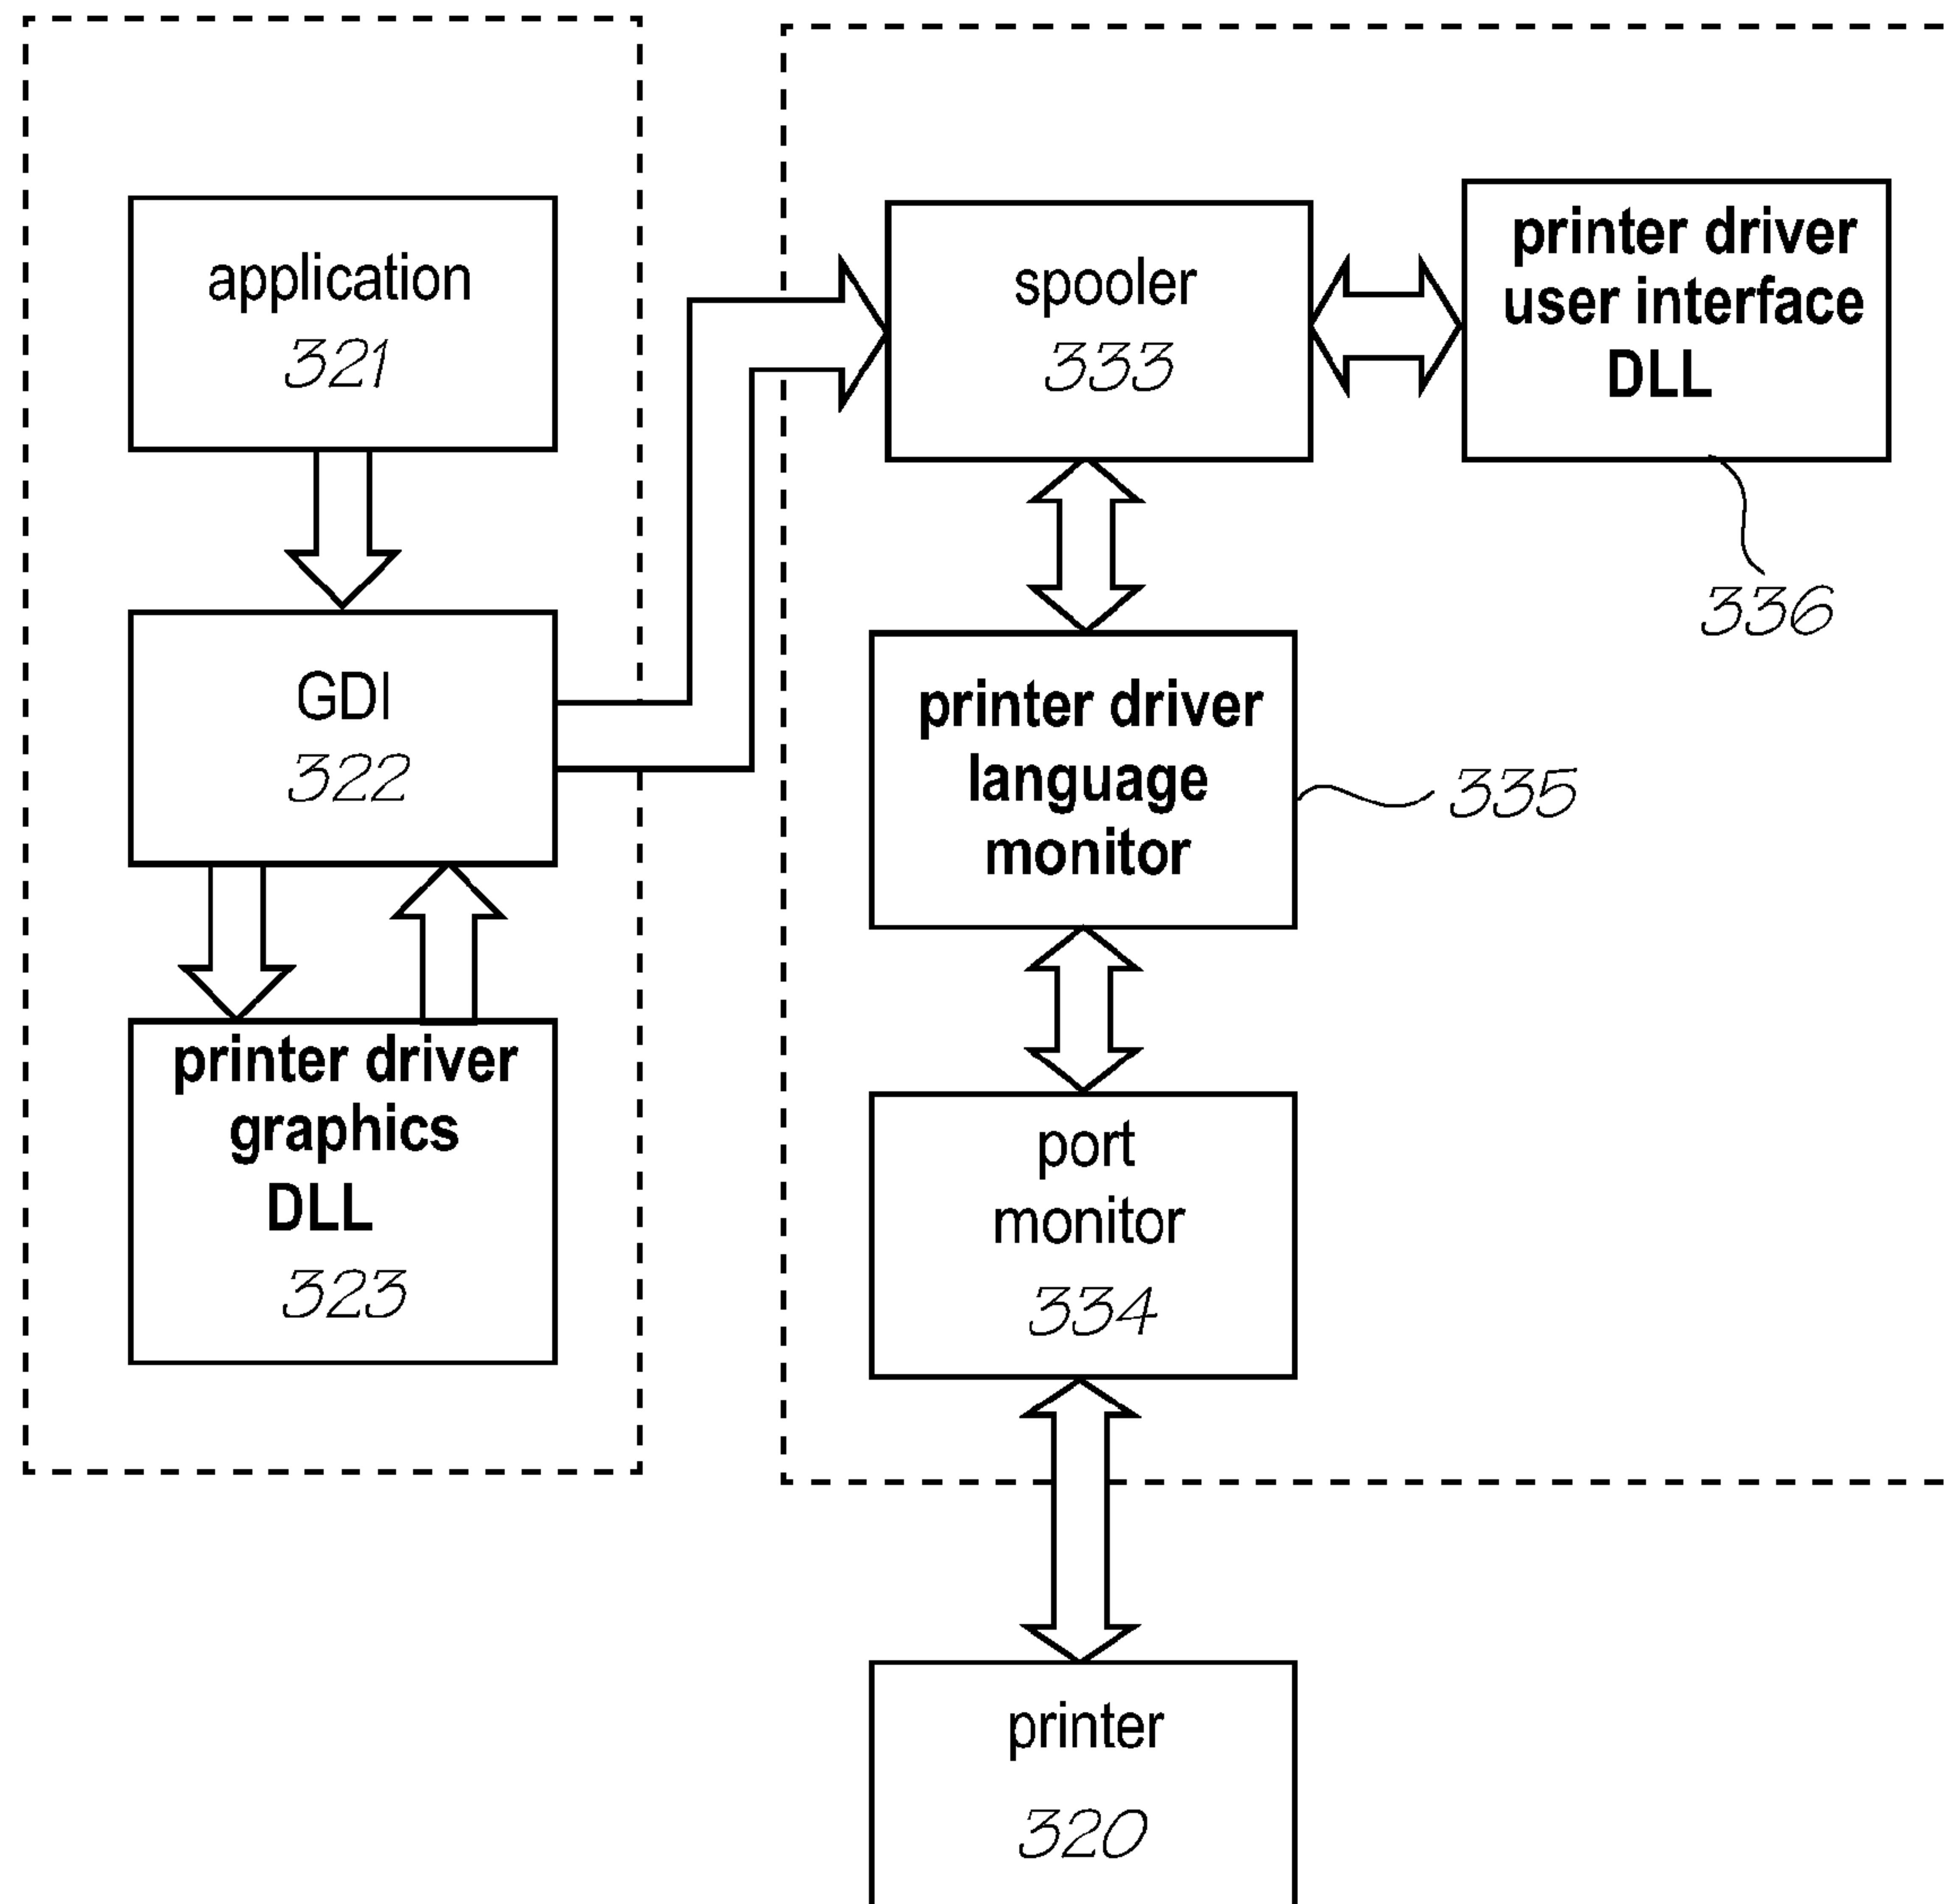 application
321
GDI
322
printer driver
graphics
DLL
323
spooler
333
printer driver
user interface
DLL
336
printer driver
language
monitor
335
port
monitor
334
printer
320